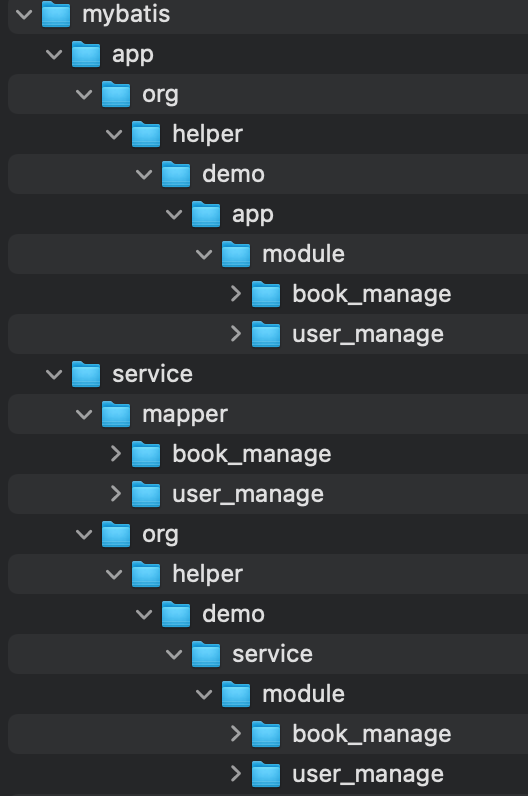 mybatis
app
org
helper
demo
app
module
book_manage
user_manage
service
mapper
book_manage
user_manage
org
helper
demo
service
module
book_manage
user_manage